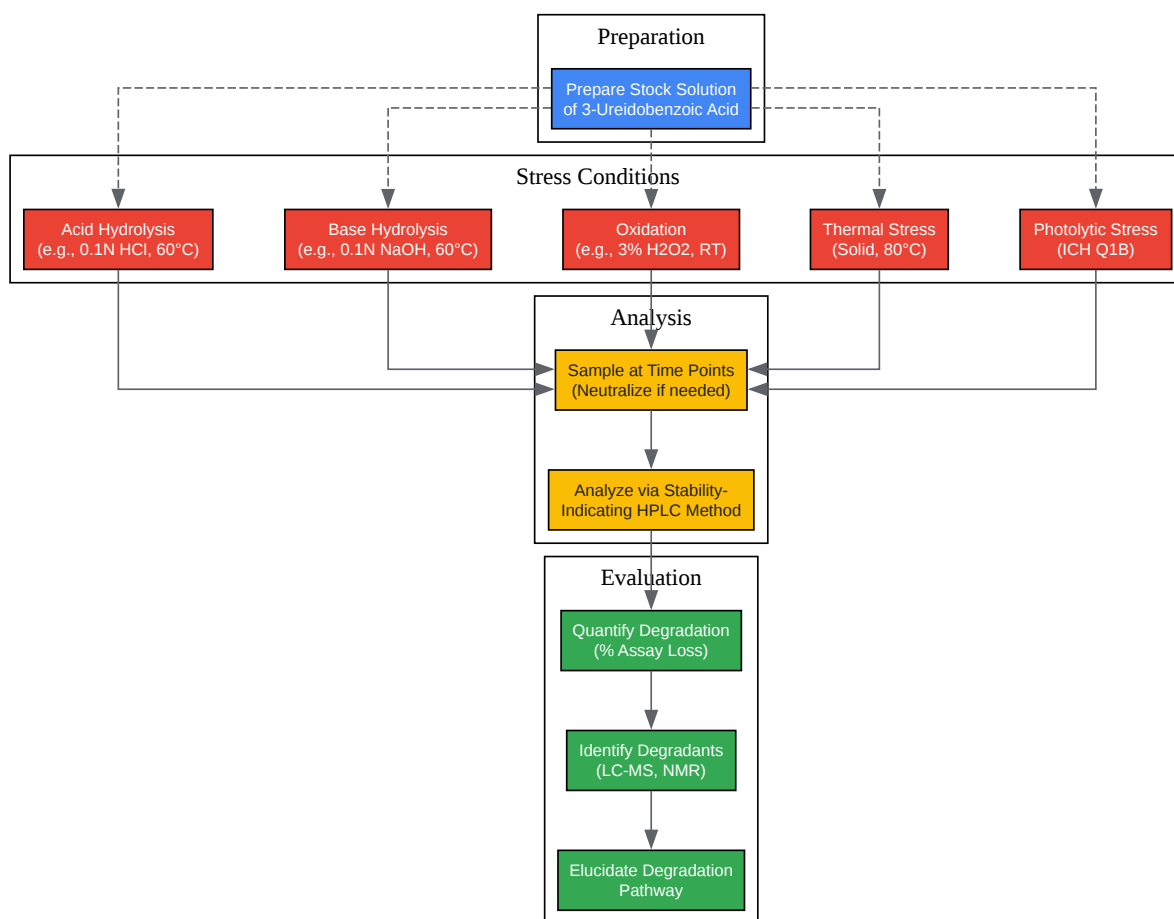 Preparation
Prepare Stock Solution
of 3-Ureidobenzoic Acid
Stress Conditions
Acid Hydrolysis
(e.g., 0.1N HCl, 60°C)
Base Hydrolysis
(e.g., 0.1N NaOH, 60°C)
Oxidation
(e.g., 3% H2O2, RT)
Thermal Stress
(Solid, 80°C)
Photolytic Stress
(ICH Q1B)
Analysis
Sample at Time Points
(Neutralize if needed)
Analyze via Stability-
Indicating HPLC Method
Evaluation
Quantify Degradation
(% Assay Loss)
Identify Degradants
(LC-MS, NMR)
Elucidate Degradation
Pathway